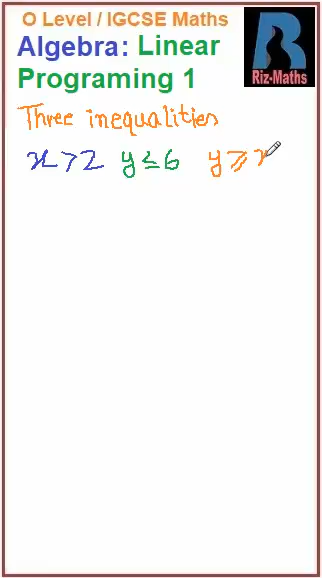 O Level / IGCSE Maths
Algebra: Linear
Programing 1
Riz-Maths
Three inequalities
x > 2 y ≤ 6 y ⩾ x